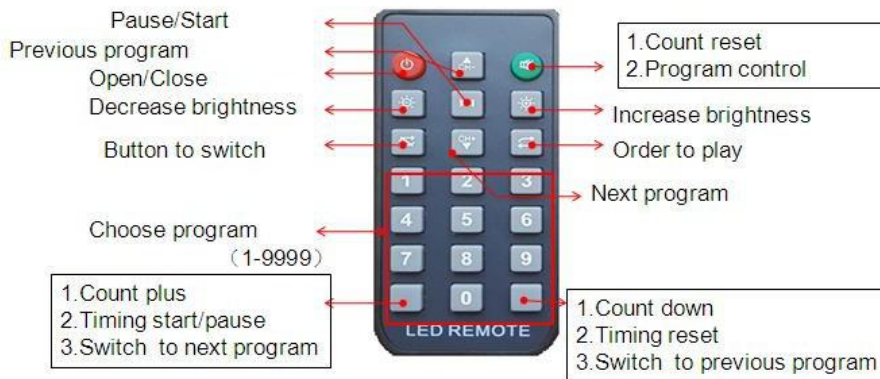 Pause/Start
Previous program
Open/Close
Decrease brightness
Button to switch
Choose program
（1-9999）
1.Count plus
2.Timing start/pause
3.Switch to next program
1.Count reset
2.Program control
Increase brightness
Order to play
Next program
1.Count down
2.Timing reset
3.Switch to previous program
CH-
CH+
1 2 3
4 5 6
7 8 9
0
LED REMOTE